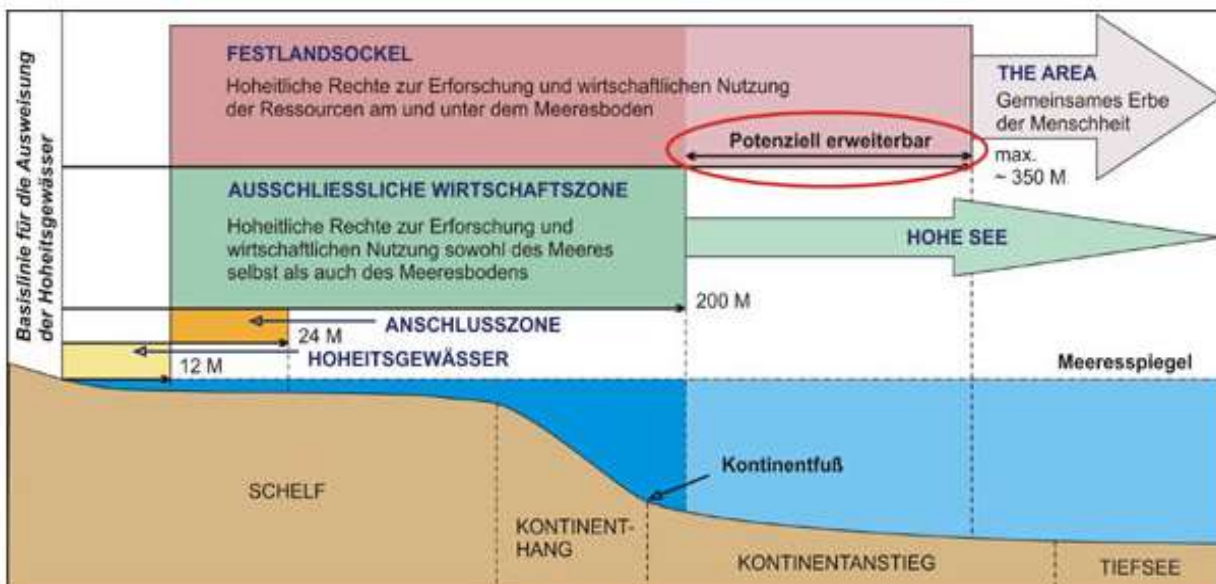 Basislinie für die Ausweisung
der Hoheitsgewässer
FESTLANDSOCKEL
Hoheitliche Rechte zur Erforschung und wirtschaftlichen Nutzung
der Ressourcen am und unter dem Meeresboden
THE AREA
Gemeinsames Erbe
der Menschheit
Potenziell erweiterbar
max.
~ 350 M
AUSSCHLIESSLICHE WIRTSCHAFTSZONE
Hoheitliche Rechte zur Erforschung und
wirtschaftlichen Nutzung sowohl des Meeres
selbst als auch des Meeresbodens
HOHE SEE
200 M
ANSCHLUSSZONE
24 M
HOHEITSGEWÄSSER
12 M
Meeresspiegel
Kontinentfuß
SCHELF
KONTINENT-
HANG
KONTINENTANSTIEG
TIEFSEE